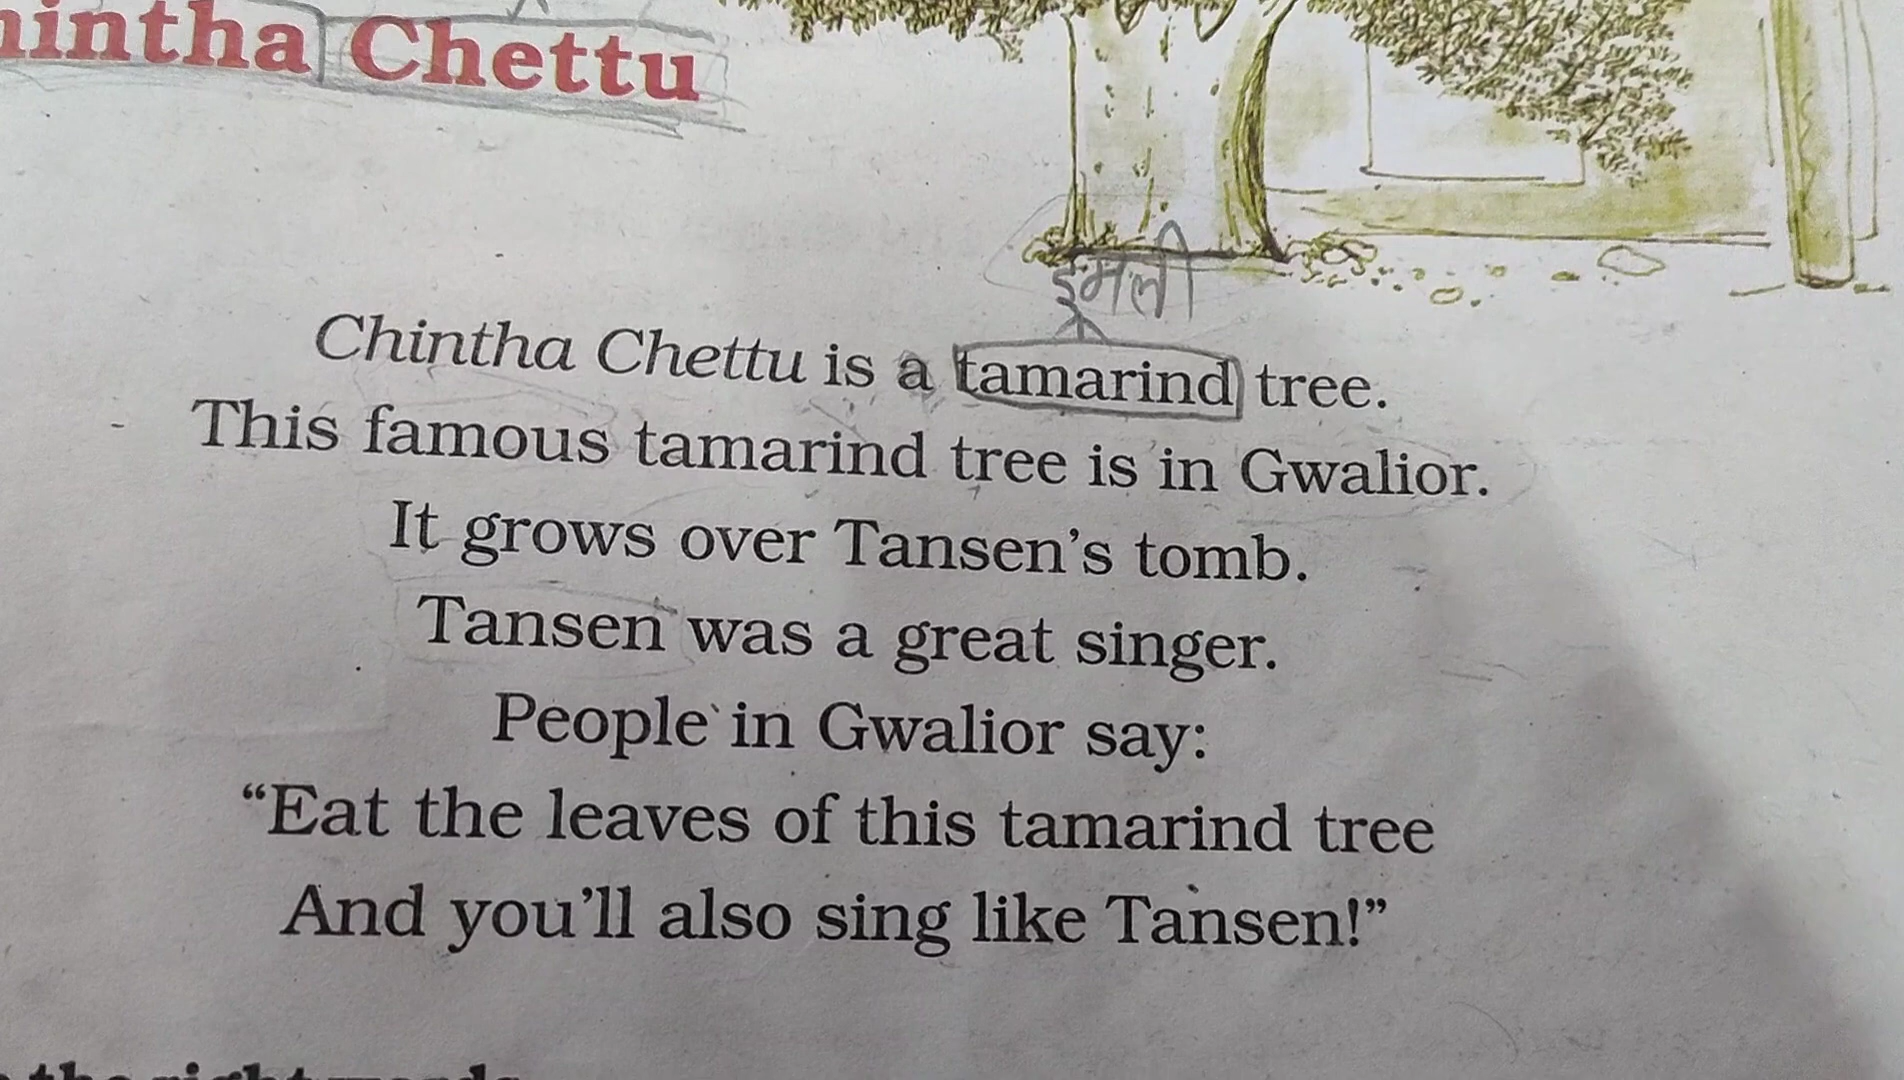 Chettu
इमली
Chintha Chettu is a tamarind tree.
This famous tamarind tree is in Gwalior.
It grows over Tansen’s tomb.
Tansen was a great singer.
People in Gwalior say:
“Eat the leaves of this tamarind tree
And you’ll also sing like Tansen!”